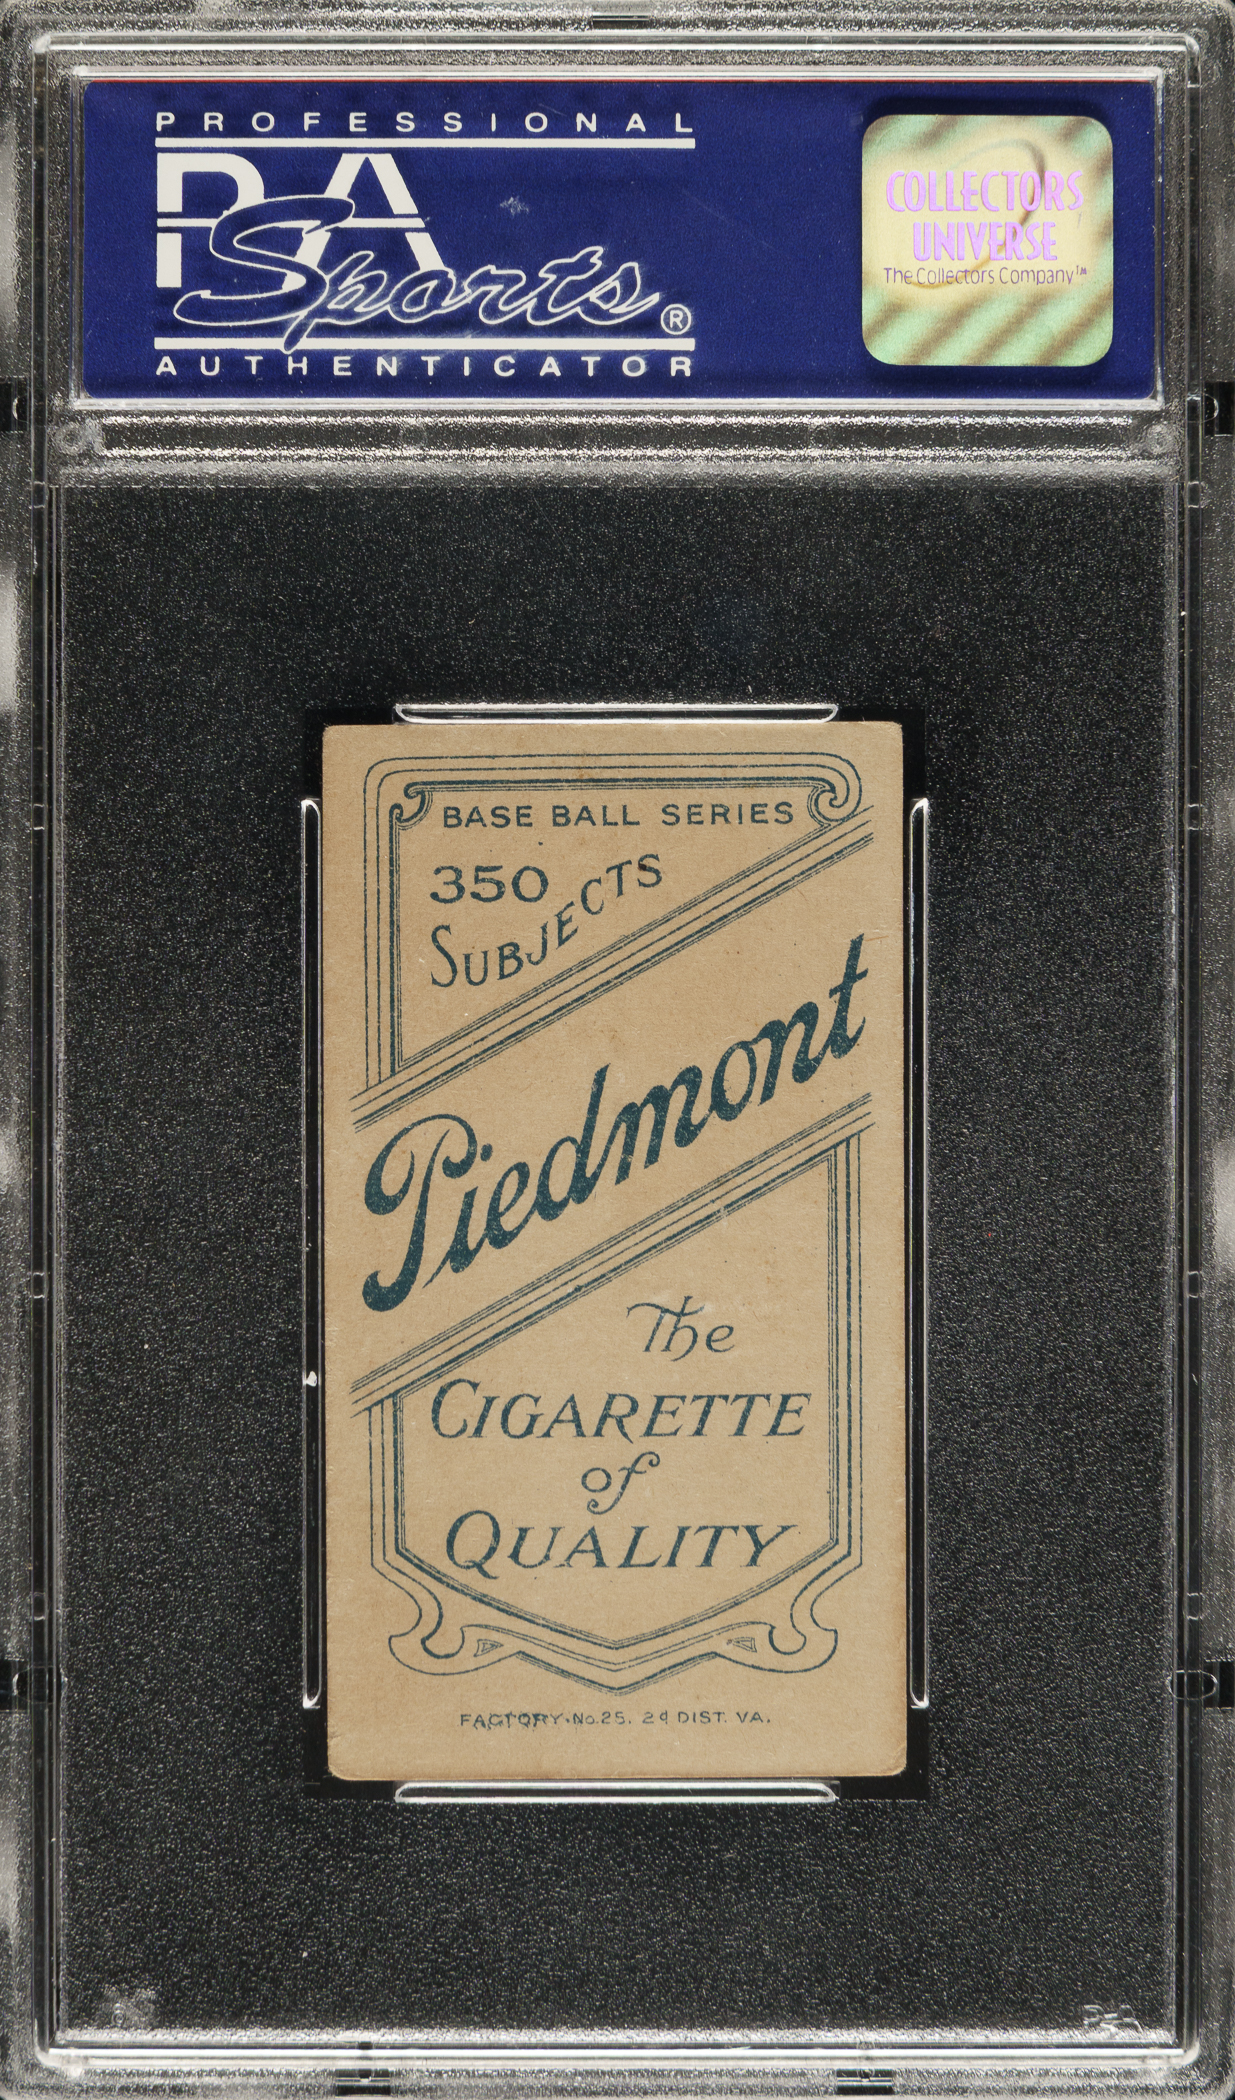 PROFESSIONAL
PSA
Sports®
AUTHENTICATOR
COLLECTORS
UNIVERSE
The Collectors Company™
BASE BALL SERIES
350
SUBJECTS
Piedmont
The
CIGARETTE
of
QUALITY
FACTORY No. 25. 2d DIST. VA.
PSA